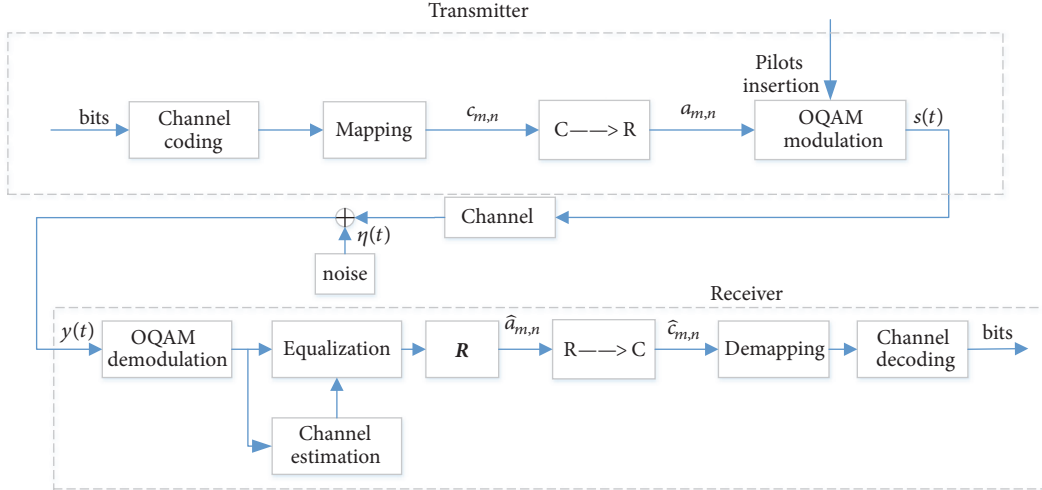 Transmitter
Pilots
insertion
bits
Channel
coding
Mapping
c_{m,n}
C——>R
a_{m,n}
OQAM
modulation
s(t)
Channel
η(t)
noise
Receiver
y(t)
OQAM
demodulation
Equalization
R
â_{m,n}
R——>C
ĉ_{m,n}
Demapping
Channel
decoding
bits
Channel
estimation